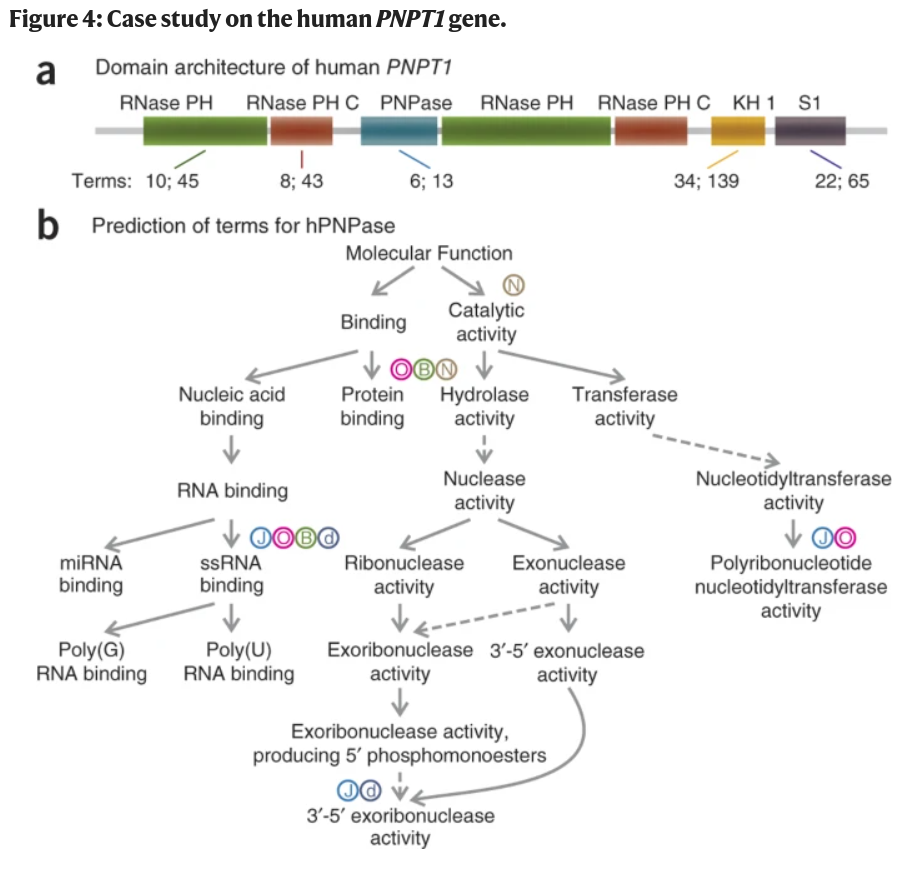 Figure 4: Case study on the human PNPT1 gene.
a Domain architecture of human PNPT1
RNase PH RNase PH C PNPase RNase PH RNase PH C KH 1 S1
Terms: 10; 45 8; 43 6; 13 34; 139 22; 65
b Prediction of terms for hPNPase
Molecular Function
N
Binding
Catalytic
activity
O B N
Nucleic acid
binding
Protein
binding
Hydrolase
activity
Transferase
activity
RNA binding
Nuclease
activity
Nucleotidyltransferase
activity
J O B d
J O
miRNA
binding
ssRNA
binding
Ribonuclease
activity
Exonuclease
activity
Polyribonucleotide
nucleotidyltransferase
activity
Poly(G)
RNA binding
Poly(U)
RNA binding
Exoribonuclease
activity
3′-5′ exonuclease
activity
Exoribonuclease activity,
producing 5′ phosphomonoesters
J d
3′-5′ exoribonuclease
activity